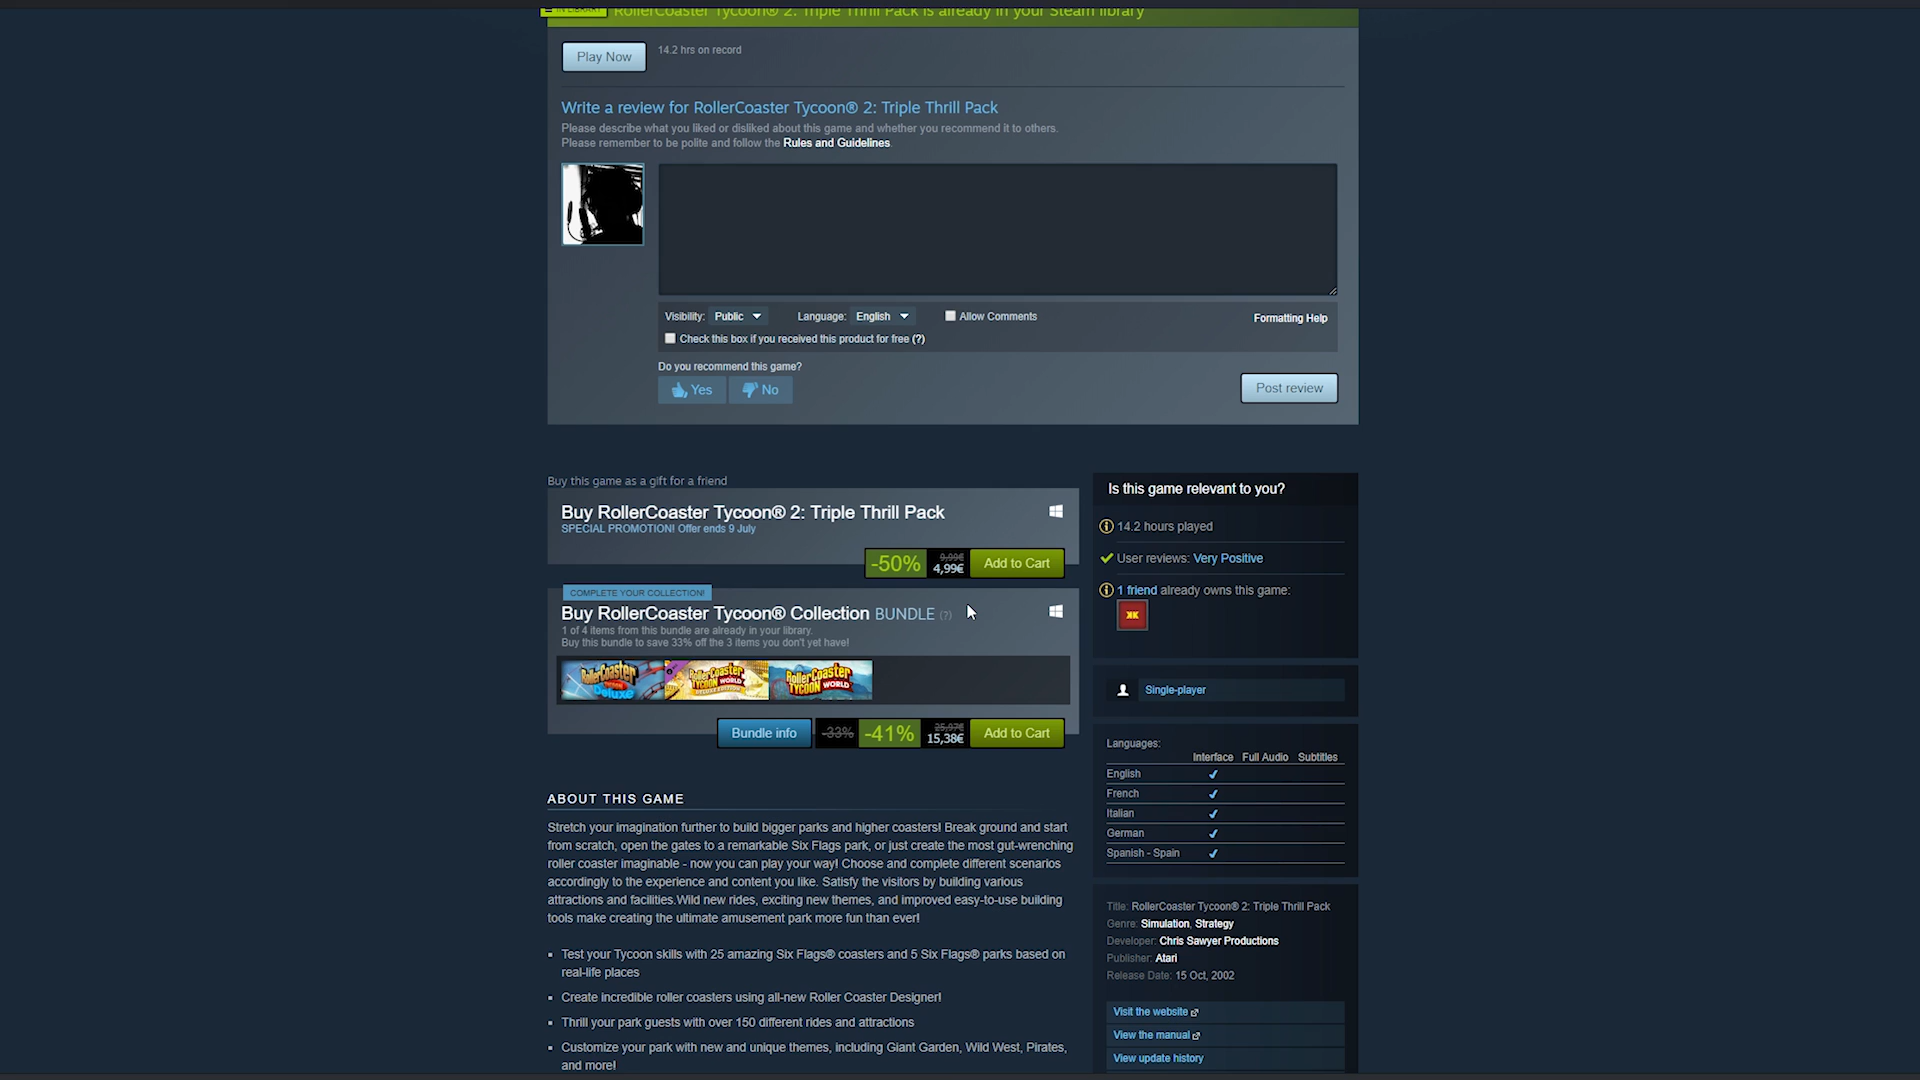 IN LIBRARY RollerCoaster Tycoon® 2: Triple Thrill Pack is already in your Steam library
Play Now
14.2 hrs on record
Write a review for RollerCoaster Tycoon® 2: Triple Thrill Pack
Please describe what you liked or disliked about this game and whether you recommend it to others.
Please remember to be polite and follow the Rules and Guidelines.
Visibility: Public Language: English Allow Comments Formatting Help
Check this box if you received this product for free (?)
Do you recommend this game?
Yes No
Post review
Buy this game as a gift for a friend
Buy RollerCoaster Tycoon® 2: Triple Thrill Pack
SPECIAL PROMOTION! Offer ends 9 July
-50% 9,99€ 4,99€ Add to Cart
COMPLETE YOUR COLLECTION!
Buy RollerCoaster Tycoon® Collection BUNDLE (?)
1 of 4 items from this bundle are already in your library.
Buy this bundle to save 33% off the 3 items you don't yet have!
RollerCoaster Tycoon Deluxe
RollerCoaster Tycoon World Deluxe Edition
RollerCoaster Tycoon World
Bundle info -33% -41% 25,97€ 15,38€ Add to Cart
ABOUT THIS GAME
Stretch your imagination further to build bigger parks and higher coasters! Break ground and start
from scratch, open the gates to a remarkable Six Flags park, or just create the most gut-wrenching
roller coaster imaginable - now you can play your way! Choose and complete different scenarios
accordingly to the experience and content you like. Satisfy the visitors by building various
attractions and facilities.Wild new rides, exciting new themes, and improved easy-to-use building
tools make creating the ultimate amusement park more fun than ever!
Test your Tycoon skills with 25 amazing Six Flags® coasters and 5 Six Flags® parks based on
real-life places
Create incredible roller coasters using all-new Roller Coaster Designer!
Thrill your park guests with over 150 different rides and attractions
Customize your park with new and unique themes, including Giant Garden, Wild West, Pirates,
and more!
Is this game relevant to you?
14.2 hours played
User reviews: Very Positive
1 friend already owns this game:
Single-player
Languages:
Interface Full Audio Subtitles
English
French
Italian
German
Spanish - Spain
Title: RollerCoaster Tycoon® 2: Triple Thrill Pack
Genre: Simulation, Strategy
Developer: Chris Sawyer Productions
Publisher: Atari
Release Date: 15 Oct, 2002
Visit the website
View the manual
View update history